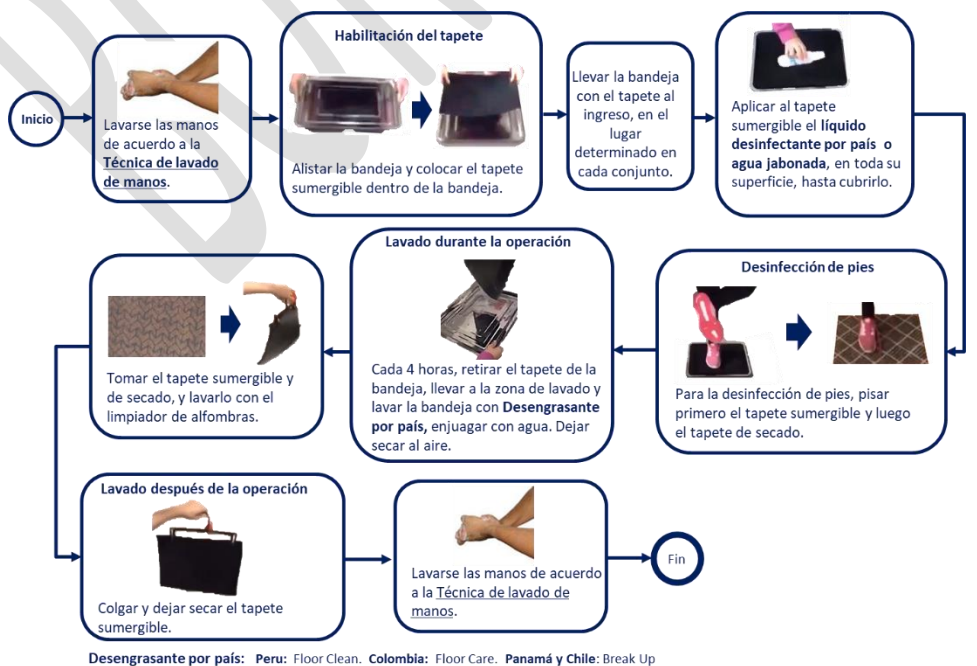 Inicio
Lavarse las manos
de acuerdo a la
Técnica de lavado
de manos.
Habilitación del tapete
Alistar la bandeja y colocar el tapete
sumergible dentro de la bandeja.
Llevar la bandeja
con el tapete al
ingreso, en el
lugar
determinado en
cada conjunto.
Aplicar al tapete
sumergible el líquido
desinfectante por país o
agua jabonada, en toda su
superficie, hasta cubrirlo.
Desinfección de pies
Para la desinfección de pies, pisar
primero el tapete sumergible y luego
el tapete de secado.
Lavado durante la operación
Cada 4 horas, retirar el tapete de la
bandeja, llevar a la zona de lavado y
lavar la bandeja con Desengrasante
por país, enjuagar con agua. Dejar
secar al aire.
Tomar el tapete sumergible y
de secado, y lavarlo con el
limpiador de alfombras.
Lavado después de la operación
Colgar y dejar secar el tapete
sumergible.
Lavarse las manos de acuerdo
a la Técnica de lavado de
manos.
Fin
Desengrasante por país: Peru: Floor Clean. Colombia: Floor Care. Panamá y Chile: Break Up